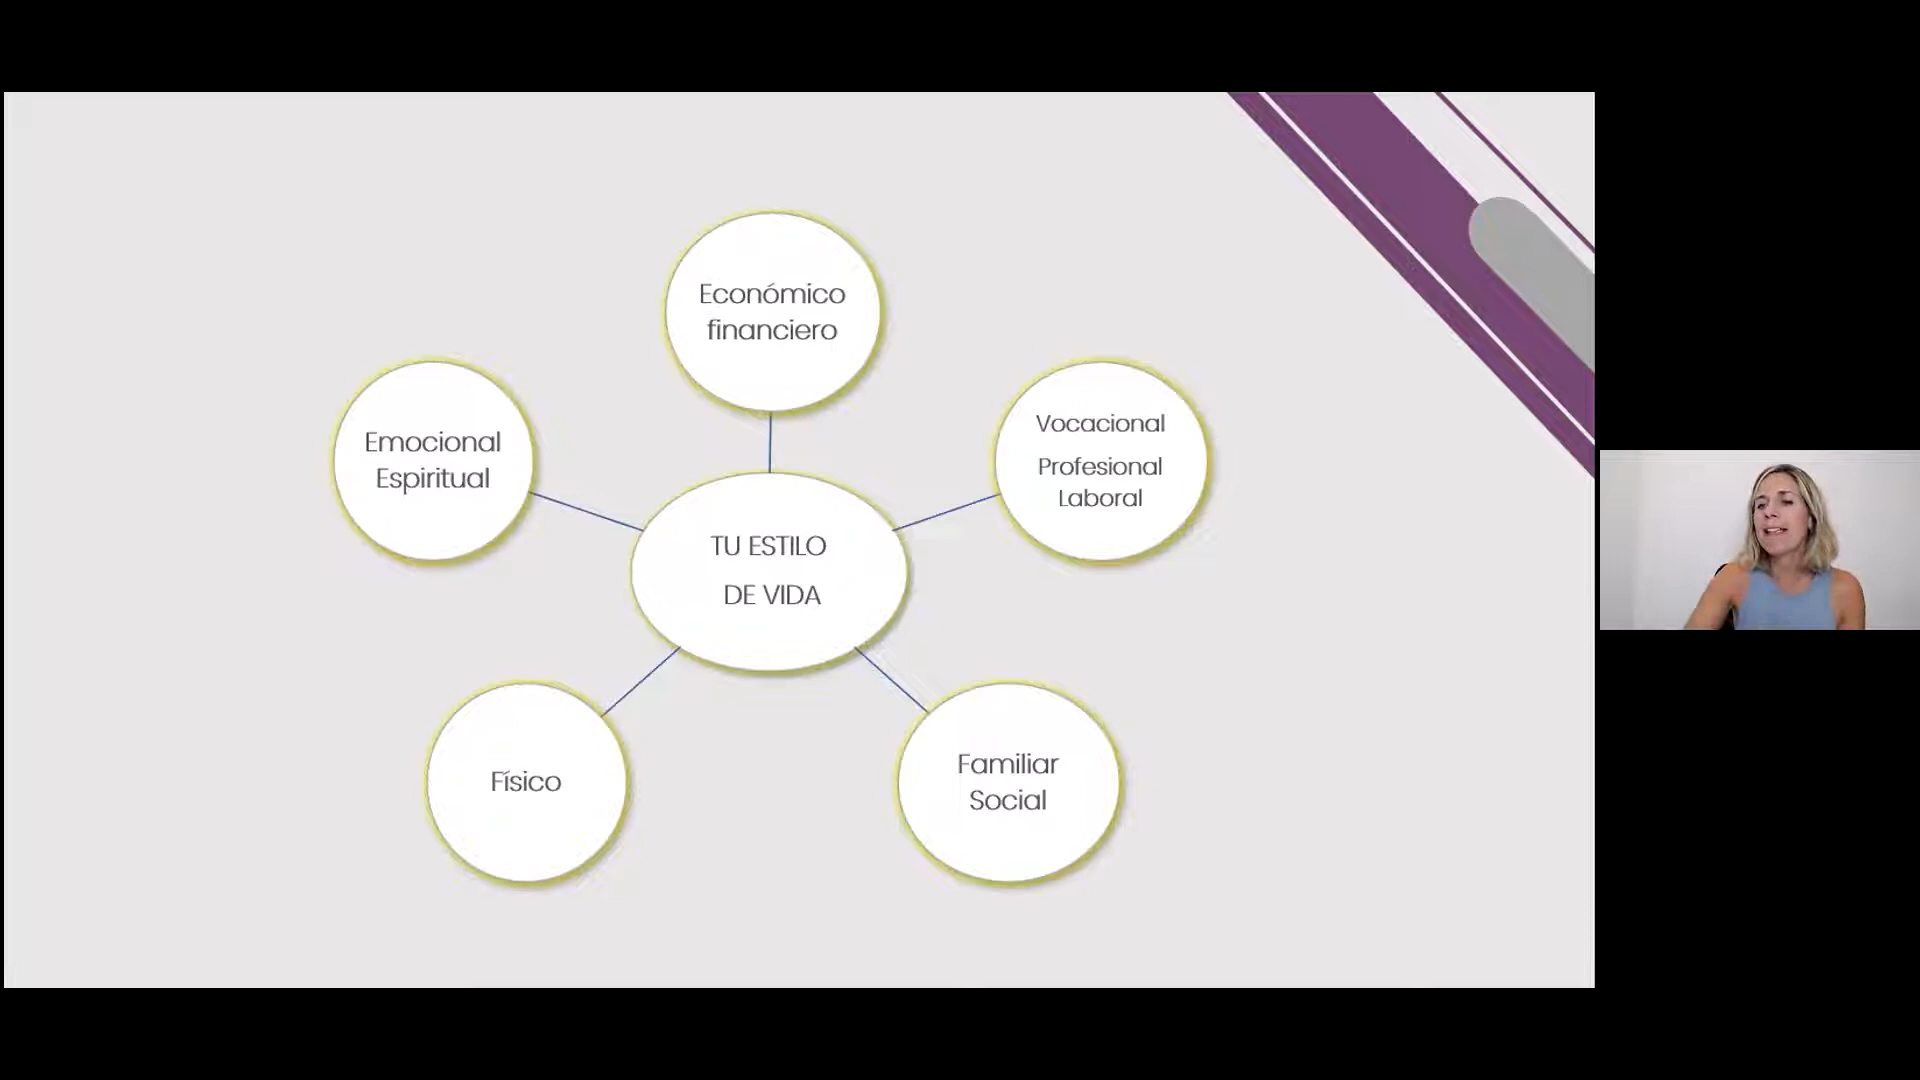 Económico
financiero
Emocional
Espiritual
Vocacional
Profesional
Laboral
TU ESTILO
DE VIDA
Físico
Familiar
Social